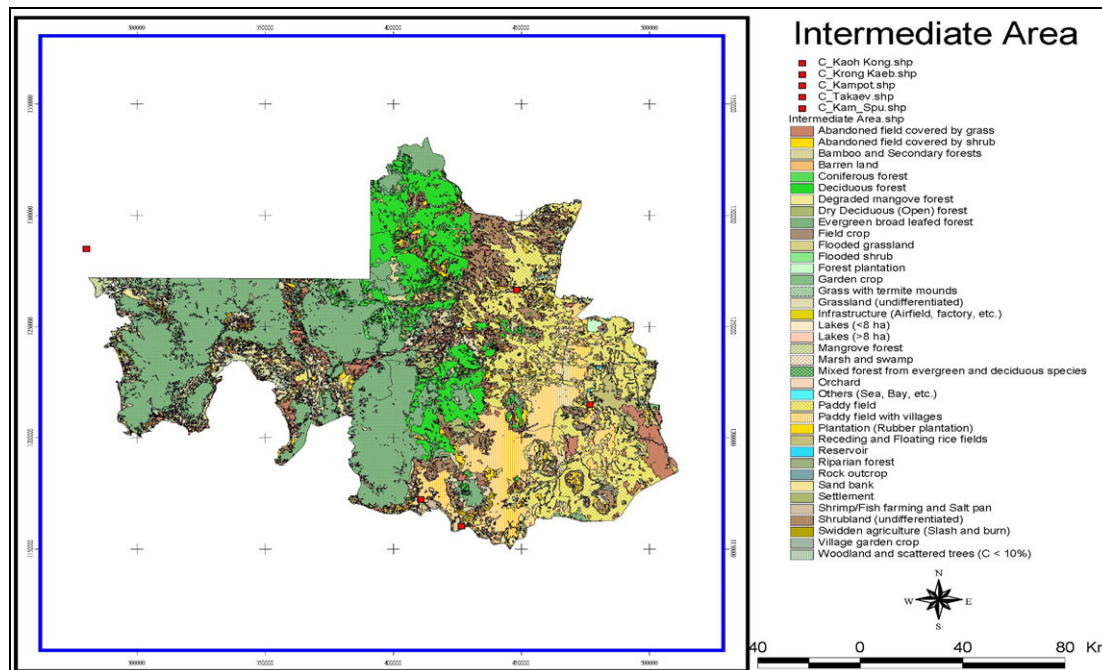 Intermediate Area
C_Kaoh Kong.shp
C_Krong Kaeb.shp
C_Kampot.shp
C_Takaev.shp
C_Kam_Spu.shp
Intermediate Area.shp
Abandoned field covered by grass
Abandoned field covered by shrub
Bamboo and Secondary forests
Barren land
Coniferous forest
Deciduous forest
Degraded mangove forest
Dry Deciduous (Open) forest
Evergreen broad leafed forest
Field crop
Flooded grassland
Flooded shrub
Forest plantation
Garden crop
Grass with termite mounds
Grassland (undifferentiated)
Infrastructure (Airfield, factory, etc.)
Lakes (<8 ha)
Lakes (>8 ha)
Mangrove forest
Marsh and swamp
Mixed forest from evergreen and deciduous species
Orchard
Others (Sea, Bay, etc.)
Paddy field
Paddy field with villages
Plantation (Rubber plantation)
Receding and Floating rice fields
Reservoir
Riparian forest
Rock outcrop
Sand bank
Settlement
Shrimp/Fish farming and Salt pan
Shrubland (undifferentiated)
Swidden agriculture (Slash and burn)
Village garden crop
Woodland and scattered trees (C < 10%)
N
W E
S
40 0 40 80 Km
300000 350000 400000 450000 500000
300000 350000 400000 450000 500000